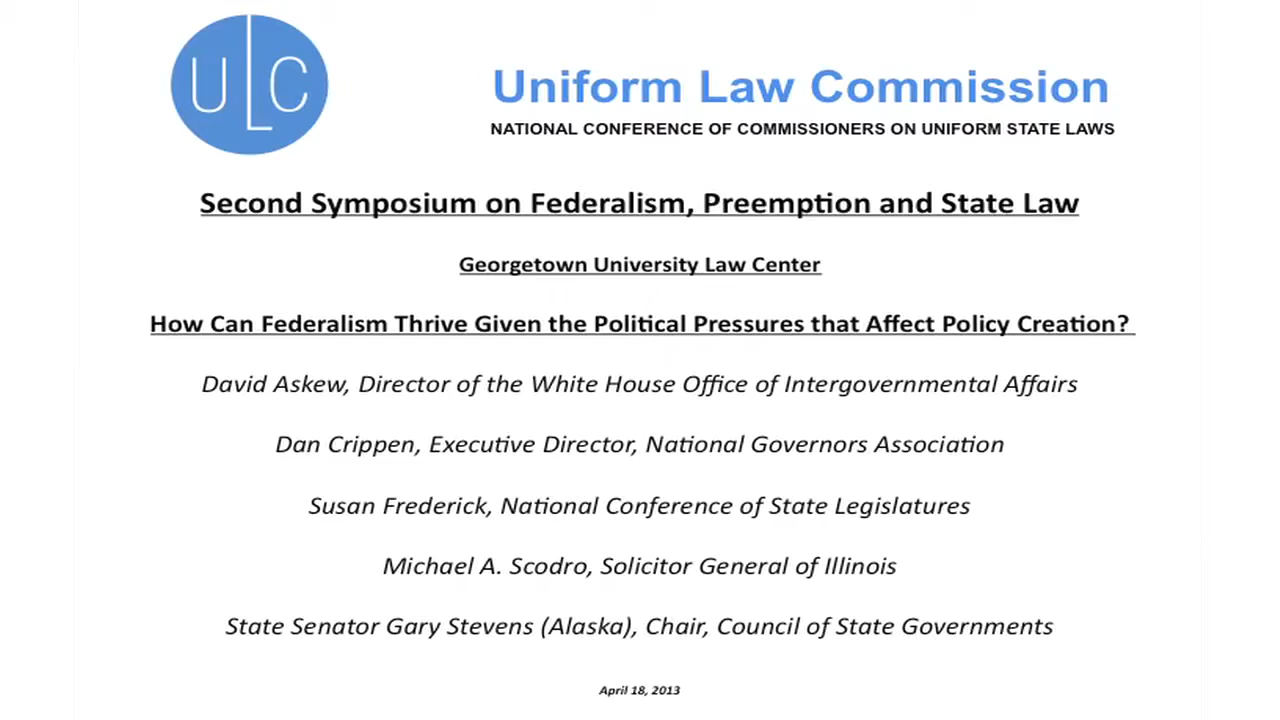 ULC
Uniform Law Commission
NATIONAL CONFERENCE OF COMMISSIONERS ON UNIFORM STATE LAWS
Second Symposium on Federalism, Preemption and State Law
Georgetown University Law Center
How Can Federalism Thrive Given the Political Pressures that Affect Policy Creation?
David Askew, Director of the White House Office of Intergovernmental Affairs
Dan Crippen, Executive Director, National Governors Association
Susan Frederick, National Conference of State Legislatures
Michael A. Scodro, Solicitor General of Illinois
State Senator Gary Stevens (Alaska), Chair, Council of State Governments
April 18, 2013